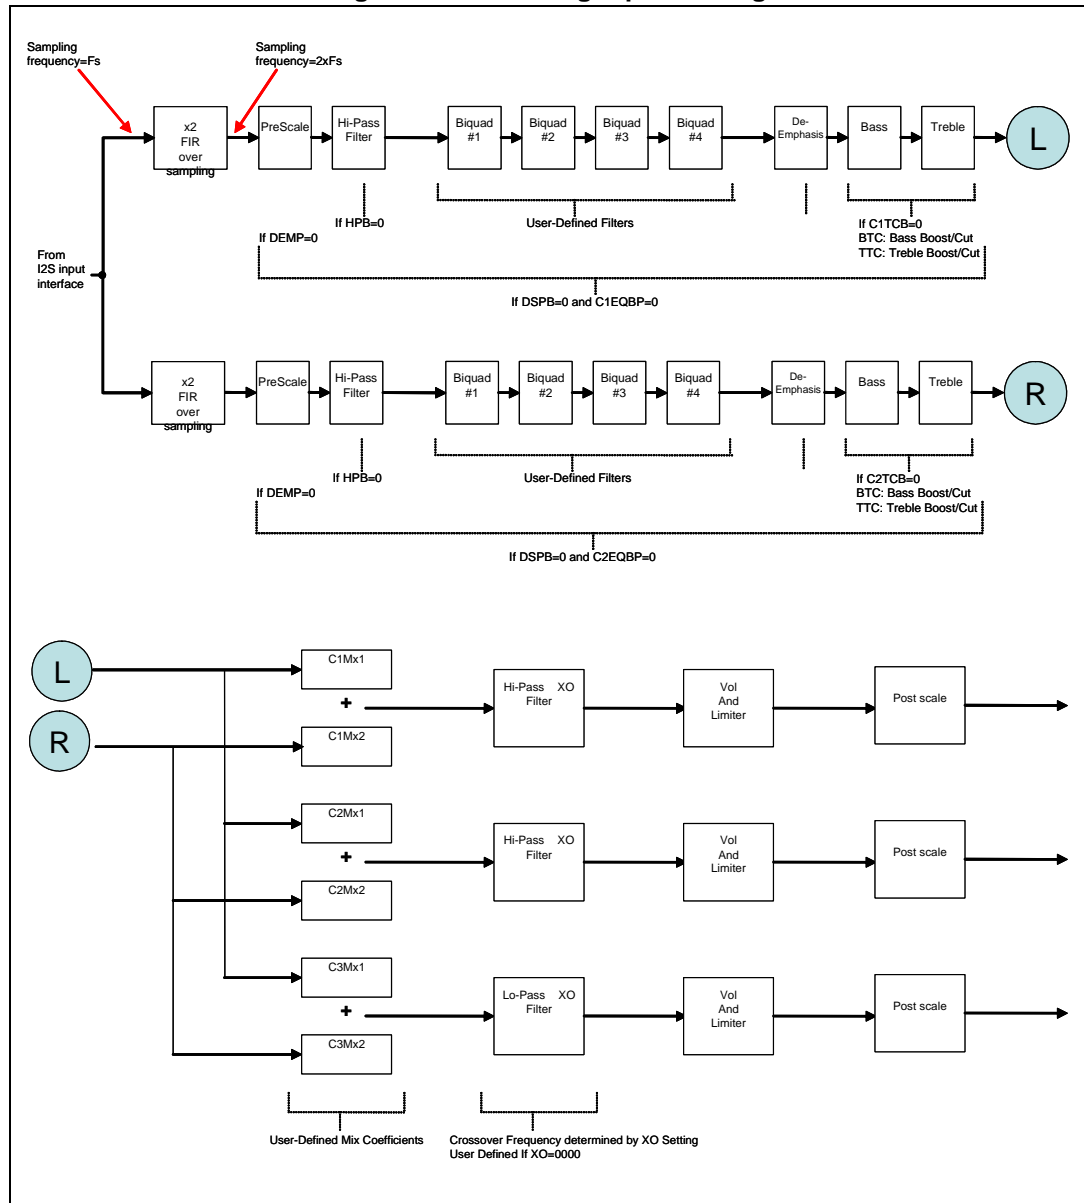 Sampling
frequency=Fs
Sampling
frequency=2xFs
x2
FIR
over
sampling
PreScale
Hi-Pass
Filter
Biquad
#1
Biquad
#2
Biquad
#3
Biquad
#4
De-
Emphasis
Bass
Treble
L
If HPB=0
User-Defined Filters
If C1TCB=0
BTC: Bass Boost/Cut
TTC: Treble Boost/Cut
If DEMP=0
If DSPB=0 and C1EQBP=0
From
I2S input
interface
x2
FIR
over
sampling
PreScale
Hi-Pass
Filter
Biquad
#1
Biquad
#2
Biquad
#3
Biquad
#4
De-
Emphasis
Bass
Treble
R
If HPB=0
User-Defined Filters
If C2TCB=0
BTC: Bass Boost/Cut
TTC: Treble Boost/Cut
If DEMP=0
If DSPB=0 and C2EQBP=0
L
R
C1Mx1
+
C1Mx2
Hi-Pass XO
Filter
Vol
And
Limiter
Post scale
C2Mx1
+
C2Mx2
Hi-Pass XO
Filter
Vol
And
Limiter
Post scale
C3Mx1
+
C3Mx2
Lo-Pass XO
Filter
Vol
And
Limiter
Post scale
User-Defined Mix Coefficients
Crossover Frequency determined by XO Setting
User Defined If XO=0000